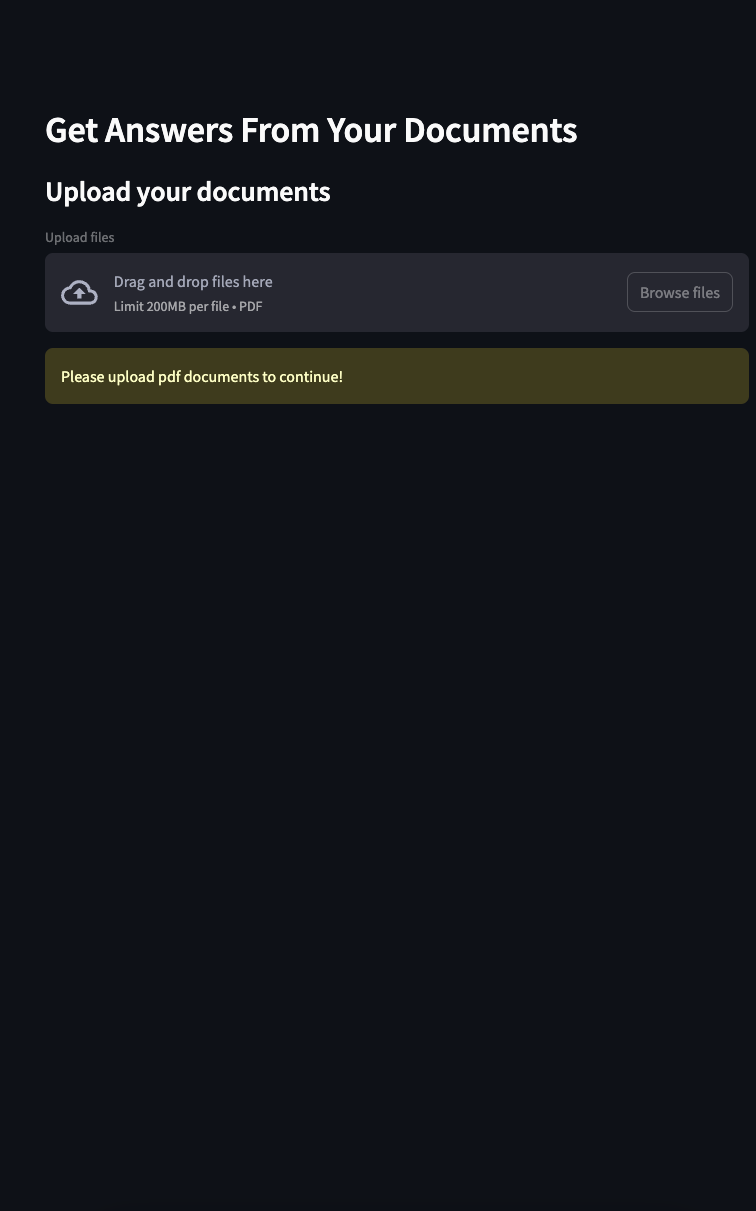 Get Answers From Your Documents
Upload your documents
Upload files
Drag and drop files here
Limit 200MB per file • PDF
Browse files
Please upload pdf documents to continue!